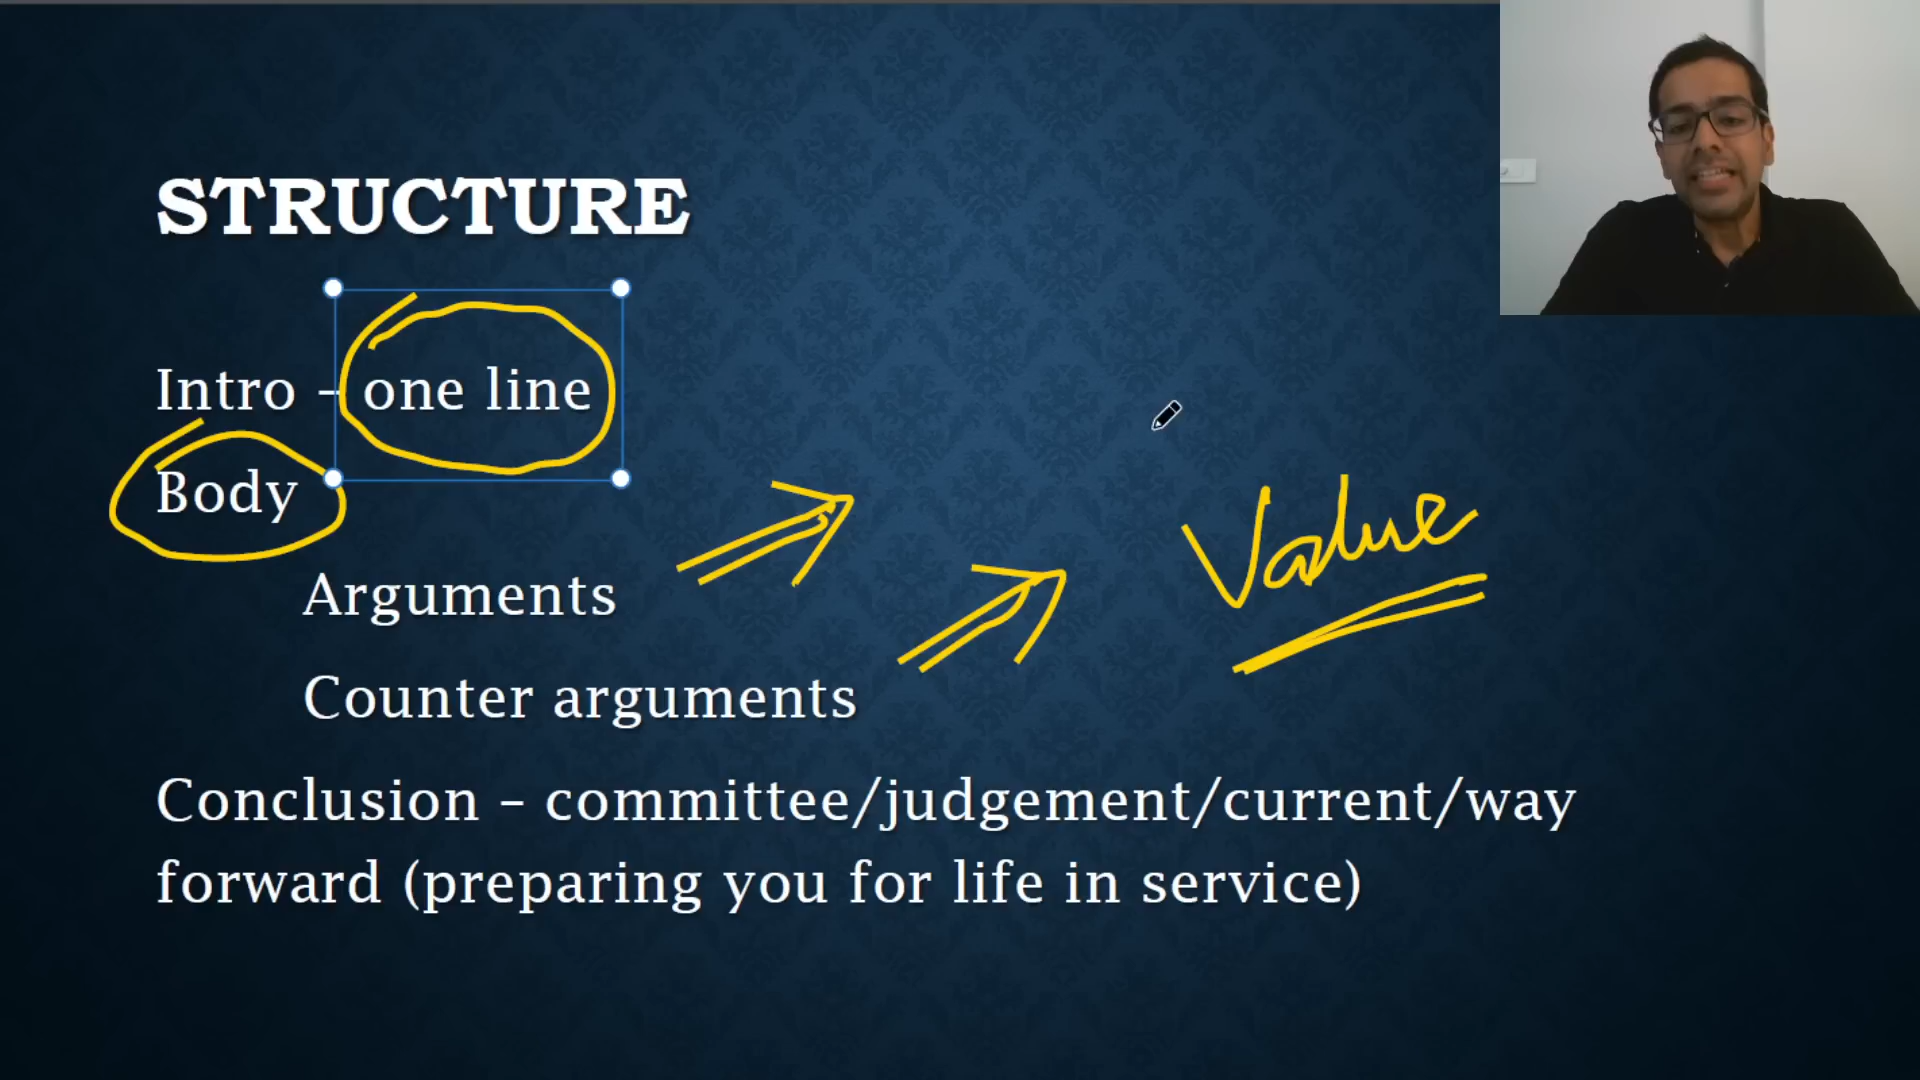 STRUCTURE
Intro – one line
Body
Arguments
Value
Counter arguments
Conclusion – committee/judgement/current/way
forward (preparing you for life in service)